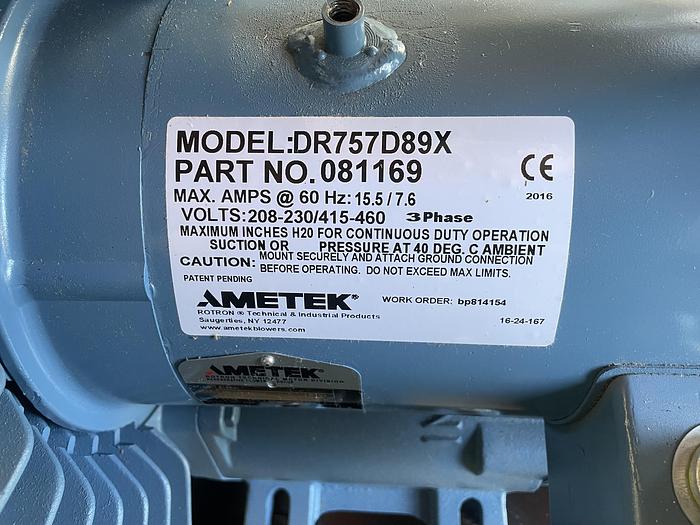 MODEL:DR757D89X
PART NO.081169
CE
2016
MAX. AMPS @ 60 Hz: 15.5 / 7.6
VOLTS:208-230/415-460 3 Phase
MAXIMUM INCHES H20 FOR CONTINUOUS DUTY OPERATION
SUCTION OR PRESSURE AT 40 DEG. C AMBIENT
CAUTION: MOUNT SECURELY AND ATTACH GROUND CONNECTION
BEFORE OPERATING. DO NOT EXCEED MAX LIMITS.
PATENT PENDING
AMETEK®
WORK ORDER: bp814154
ROTRON ® Technical & Industrial Products
Saugerties, NY 12477
16-24-167
www.ametekblowers.com
AMETEK